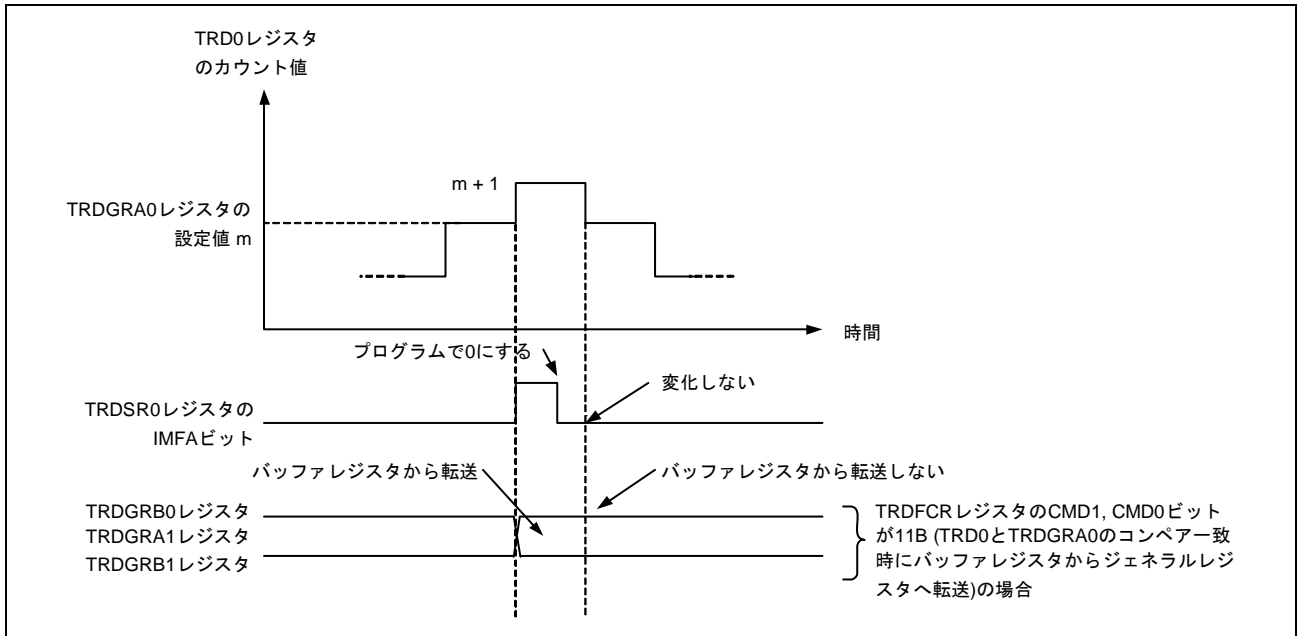 TRD0レジスタ
のカウント値
m + 1
TRDGRA0レジスタの
設定値 m
時間
プログラムで0にする
変化しない
TRDSR0レジスタの
IMFAビット
バッファレジスタから転送
バッファレジスタから転送しない
TRDGRB0レジスタ
TRDGRA1レジスタ
TRDGRB1レジスタ
TRDFCRレジスタのCMD1, CMD0ビット
が11B (TRD0とTRDGRA0のコンペアー致
時にバッファレジスタからジェネラルレジ
スタへ転送)の場合